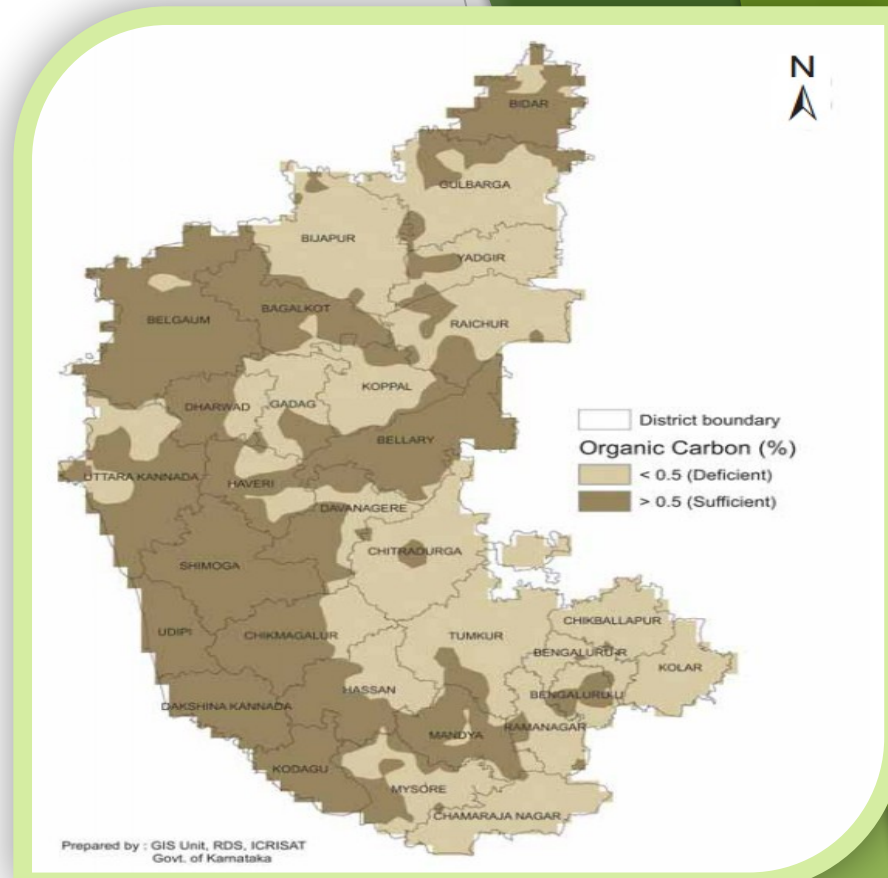 N
BIDAR
GULBARGA
BIJAPUR
YADGIR
BAGALKOT
BELGAUM
RAICHUR
KOPPAL
DHARWAD
GADAG
BELLARY
UTTARA KANNADA
HAVERI
DAVANAGERE
CHITRADURGA
SHIMOGA
UDIPI
CHIKMAGALUR
TUMKUR
CHIKBALLAPUR
BENGALURU-R
KOLAR
HASSAN
BENGALURU-U
DAKSHINA KANNADA
RAMANAGAR
MANDYA
KODAGU
MYSORE
CHAMARAJA NAGAR
District boundary
Organic Carbon (%)
< 0.5 (Deficient)
> 0.5 (Sufficient)
Prepared by : GIS Unit, RDS, ICRISAT
Govt. of Karnataka